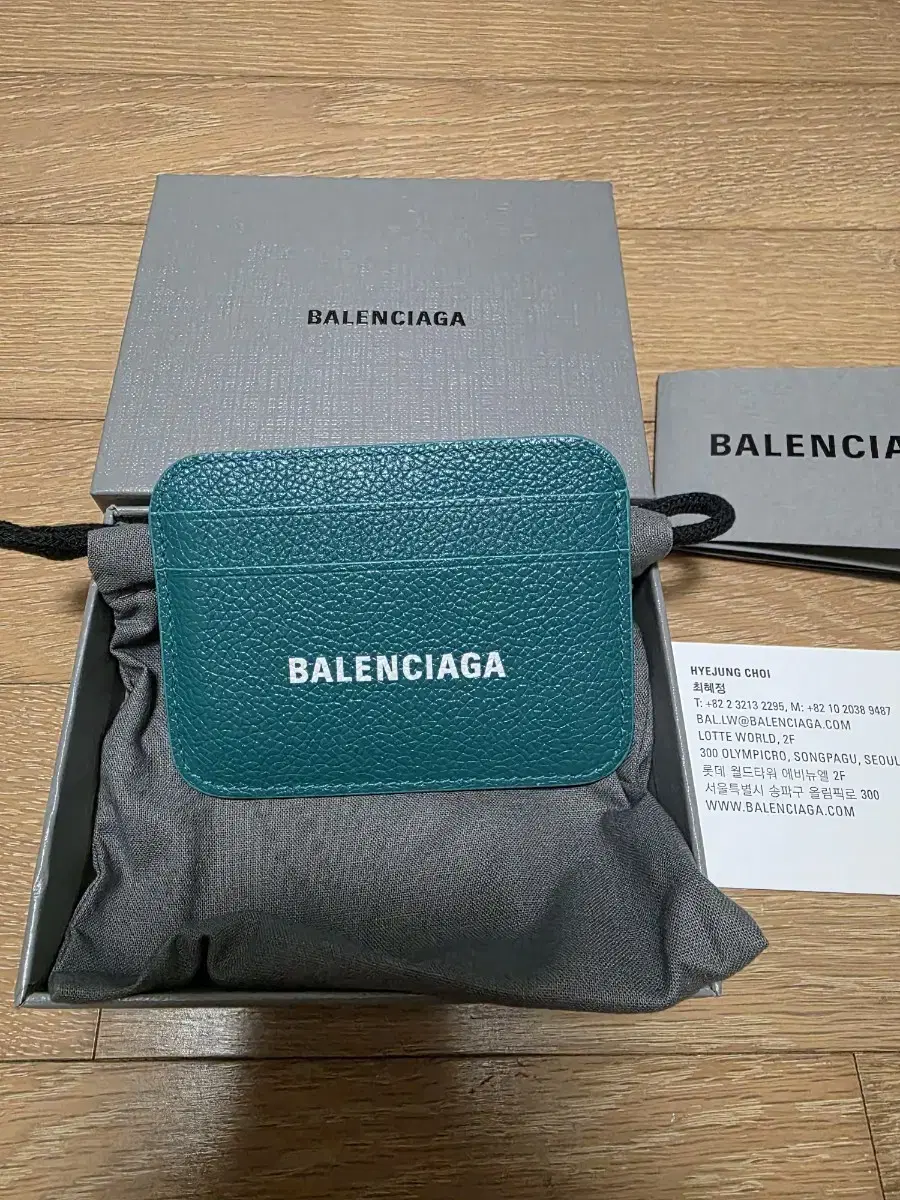 BALENCIAGA
BALENCIA
BALENCIAGA
HYEJUNG CHOI
최혜정
T: +82 2 3213 2295, M: +82 10 2038 9487
BAL.LW@BALENCIAGA.COM
LOTTE WORLD, 2F
300 OLYMPICRO, SONGPAGU, SEOUL
롯데 월드타워 에비뉴엘 2F
서울특별시 송파구 올림픽로 300
WWW.BALENCIAGA.COM